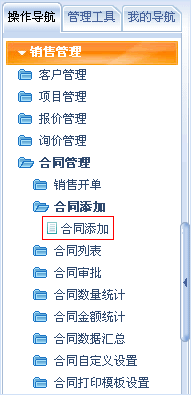 操作导航 管理工具 我的导航
销售管理
客户管理
项目管理
报价管理
询价管理
合同管理
销售开单
合同添加
合同添加
合同列表
合同审批
合同数量统计
合同金额统计
合同数据汇总
合同自定义设置
合同打印模板设置